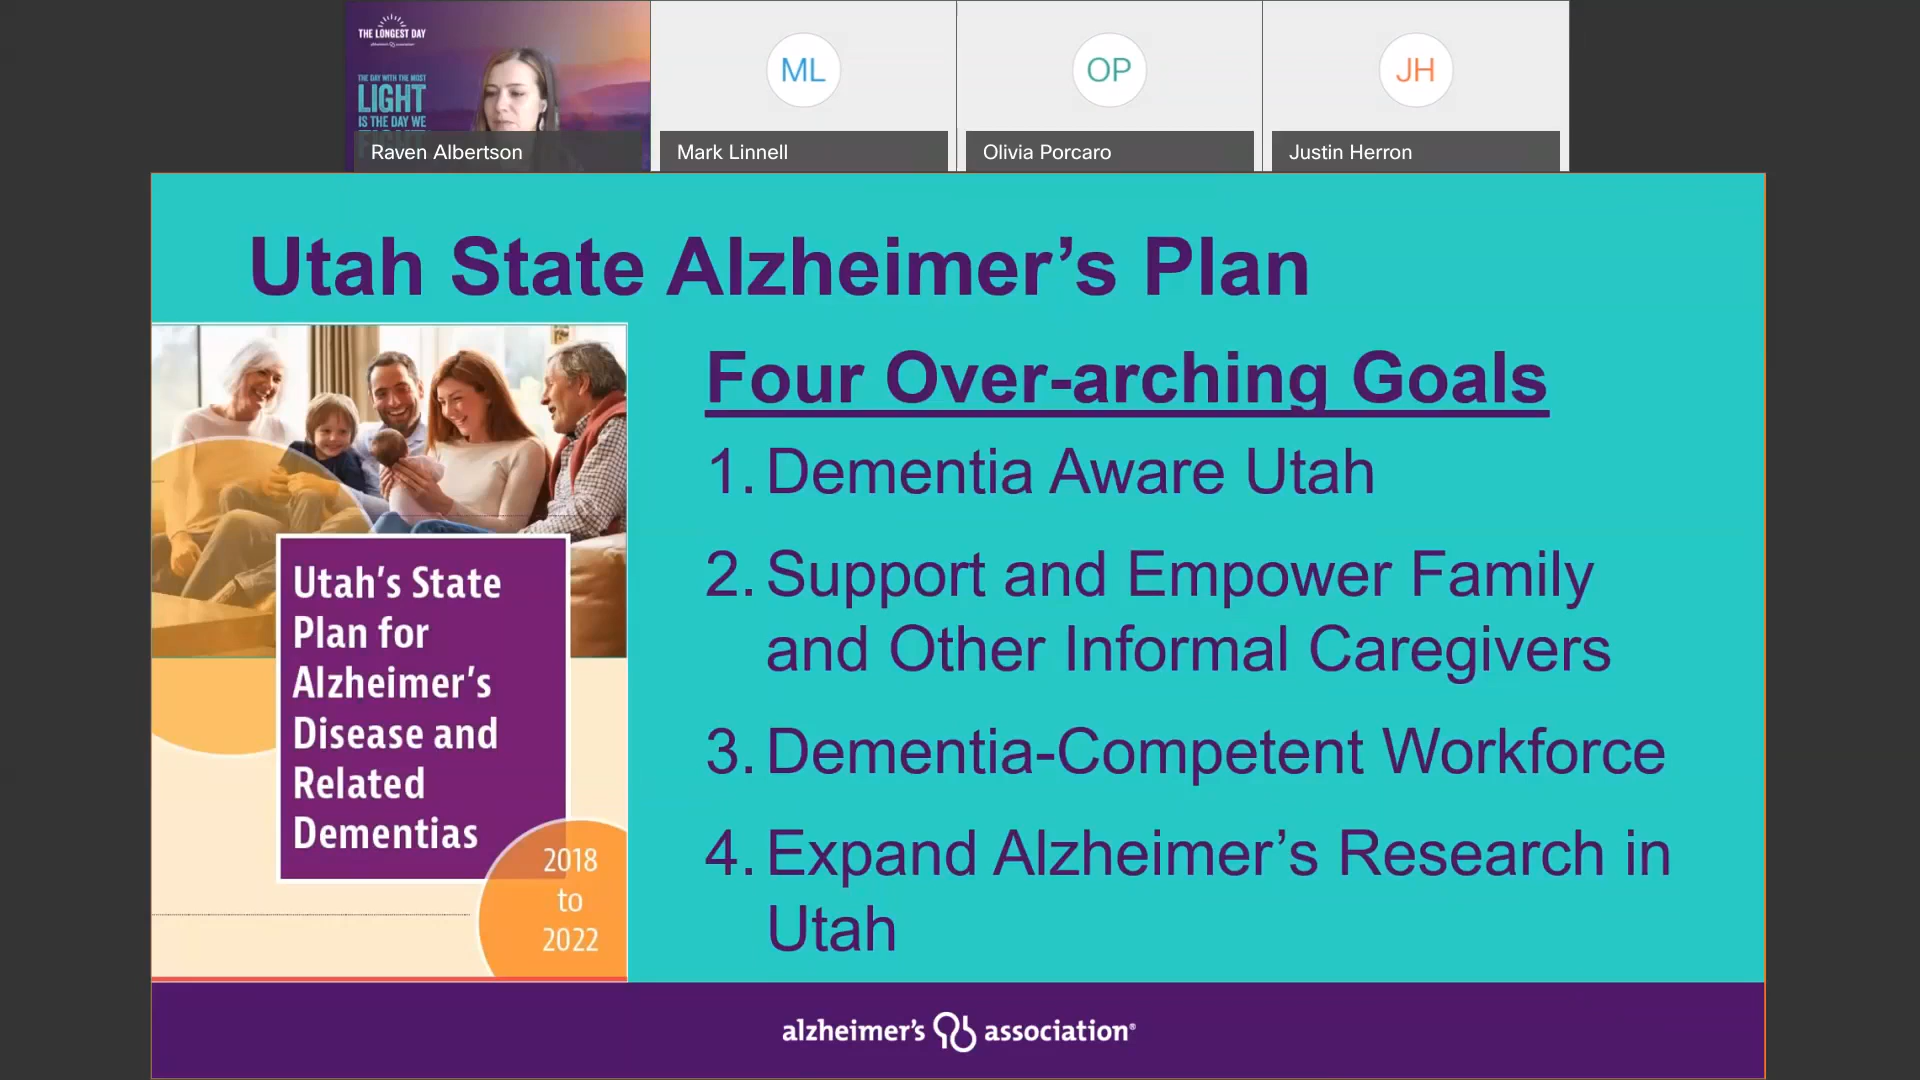 THE LONGEST DAY
alzheimer's association
THE DAY WITH THE MOST
LIGHT
IS THE DAY WE
Raven Albertson
ML
Mark Linnell
OP
Olivia Porcaro
JH
Justin Herron
Utah State Alzheimer’s Plan
Utah’s State
Plan for
Alzheimer’s
Disease and
Related
Dementias
2018
to
2022
Four Over-arching Goals
1. Dementia Aware Utah
2. Support and Empower Family
and Other Informal Caregivers
3. Dementia-Competent Workforce
4. Expand Alzheimer’s Research in
Utah
alzheimer’s association®